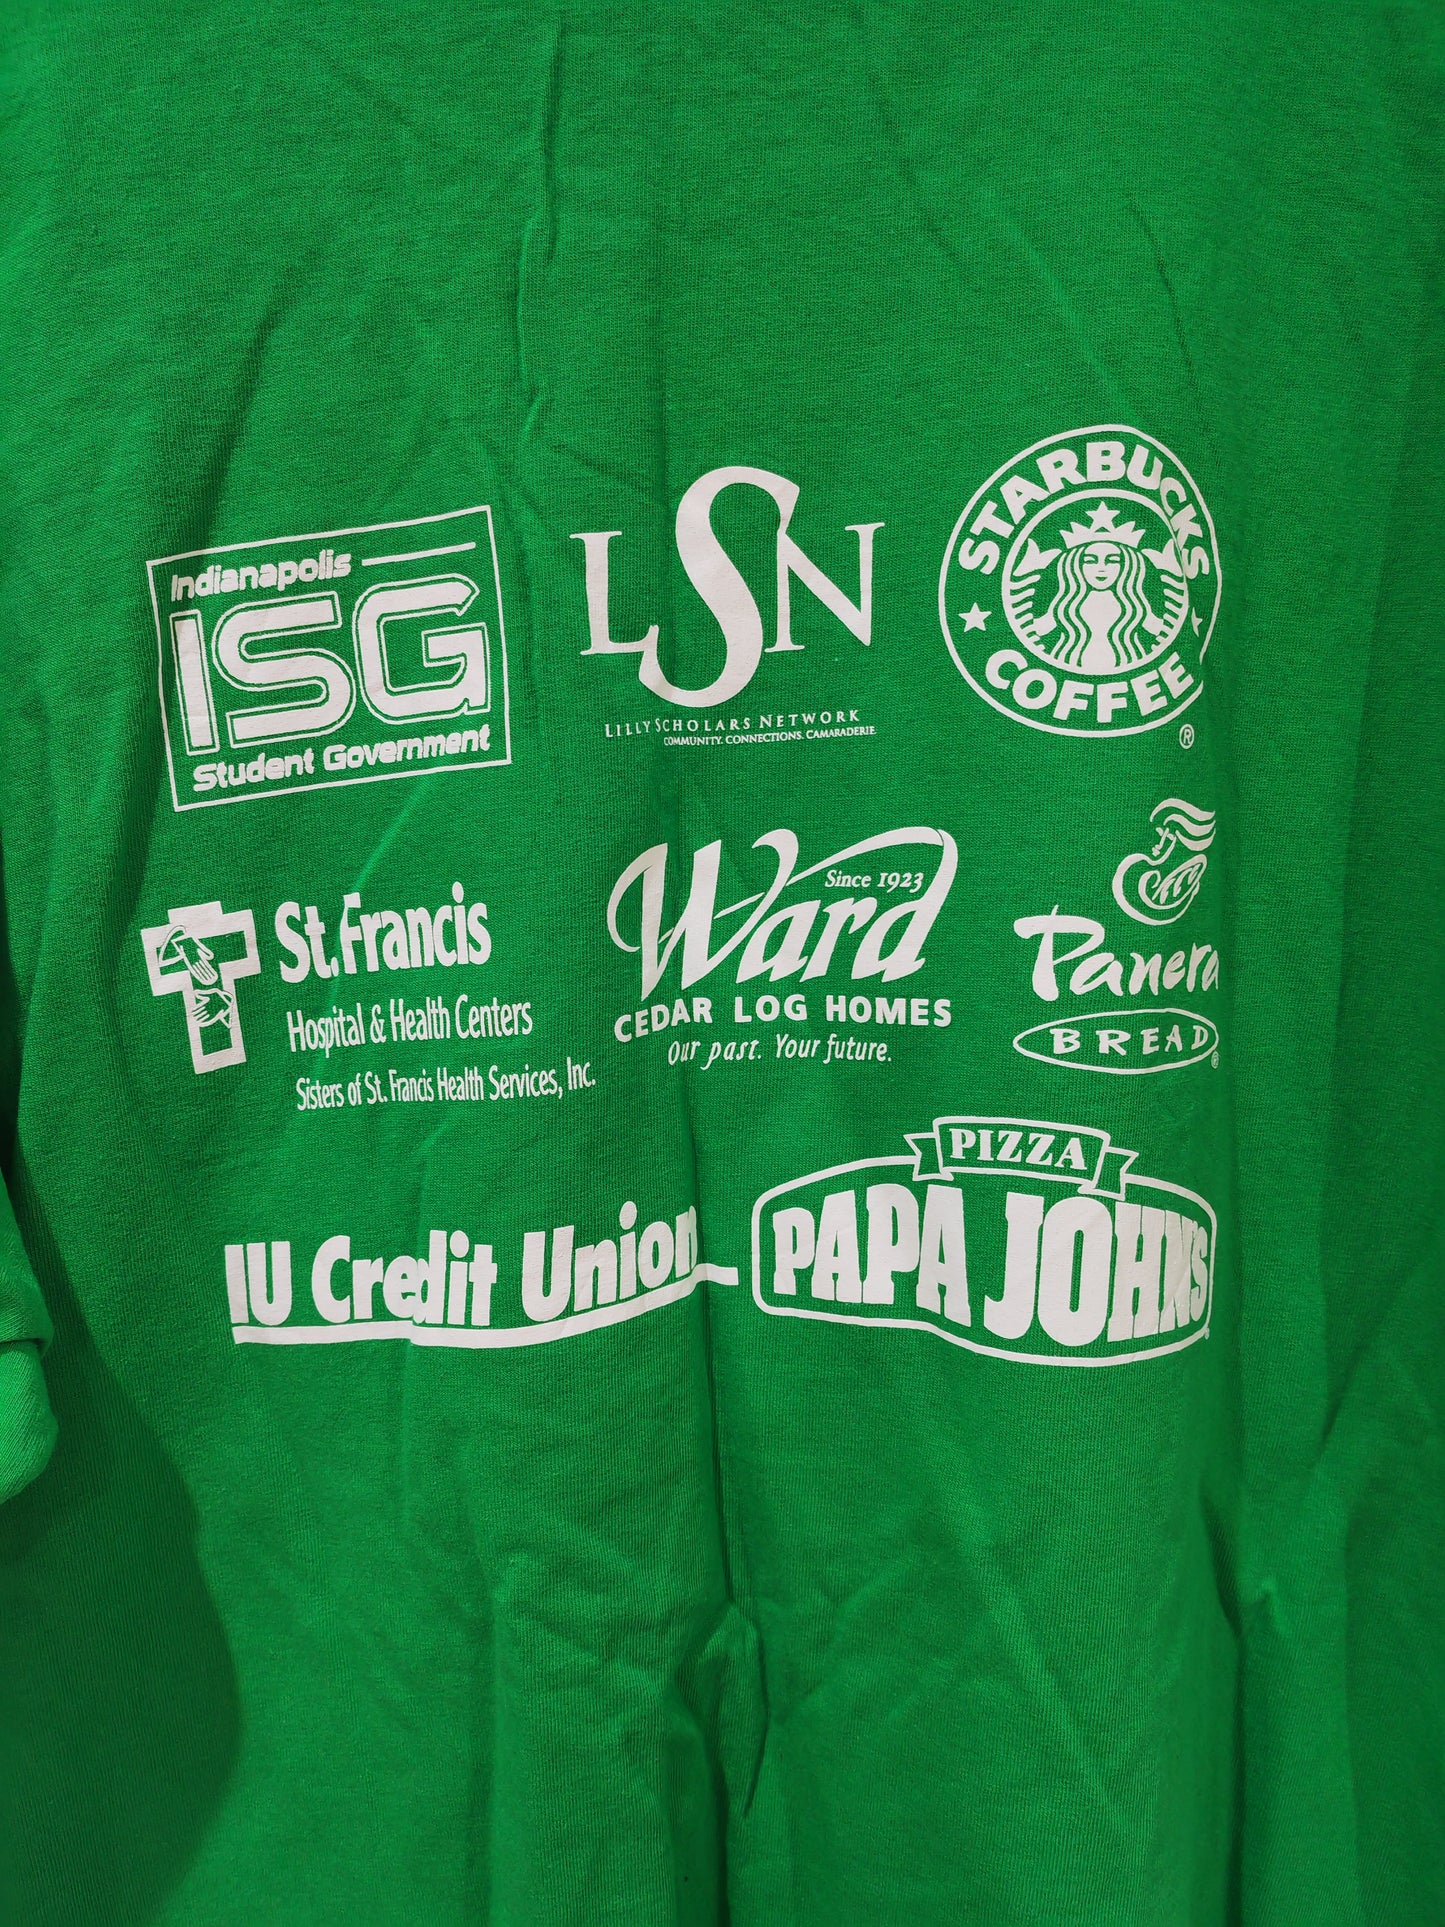 Indianapolis
ISG
Student Government
LSN
LILLY SCHOLARS NETWORK
COMMUNITY. CONNECTIONS. CAMARADERIE.
STARBUCKS
COFFEE
®
St. Francis
Hospital & Health Centers
Sisters of St. Francis Health Services, Inc.
Since 1923
Ward
CEDAR LOG HOMES
Our past. Your future.
Panera
BREAD®
IU Credit Union
PIZZA
PAPA JOHN'S